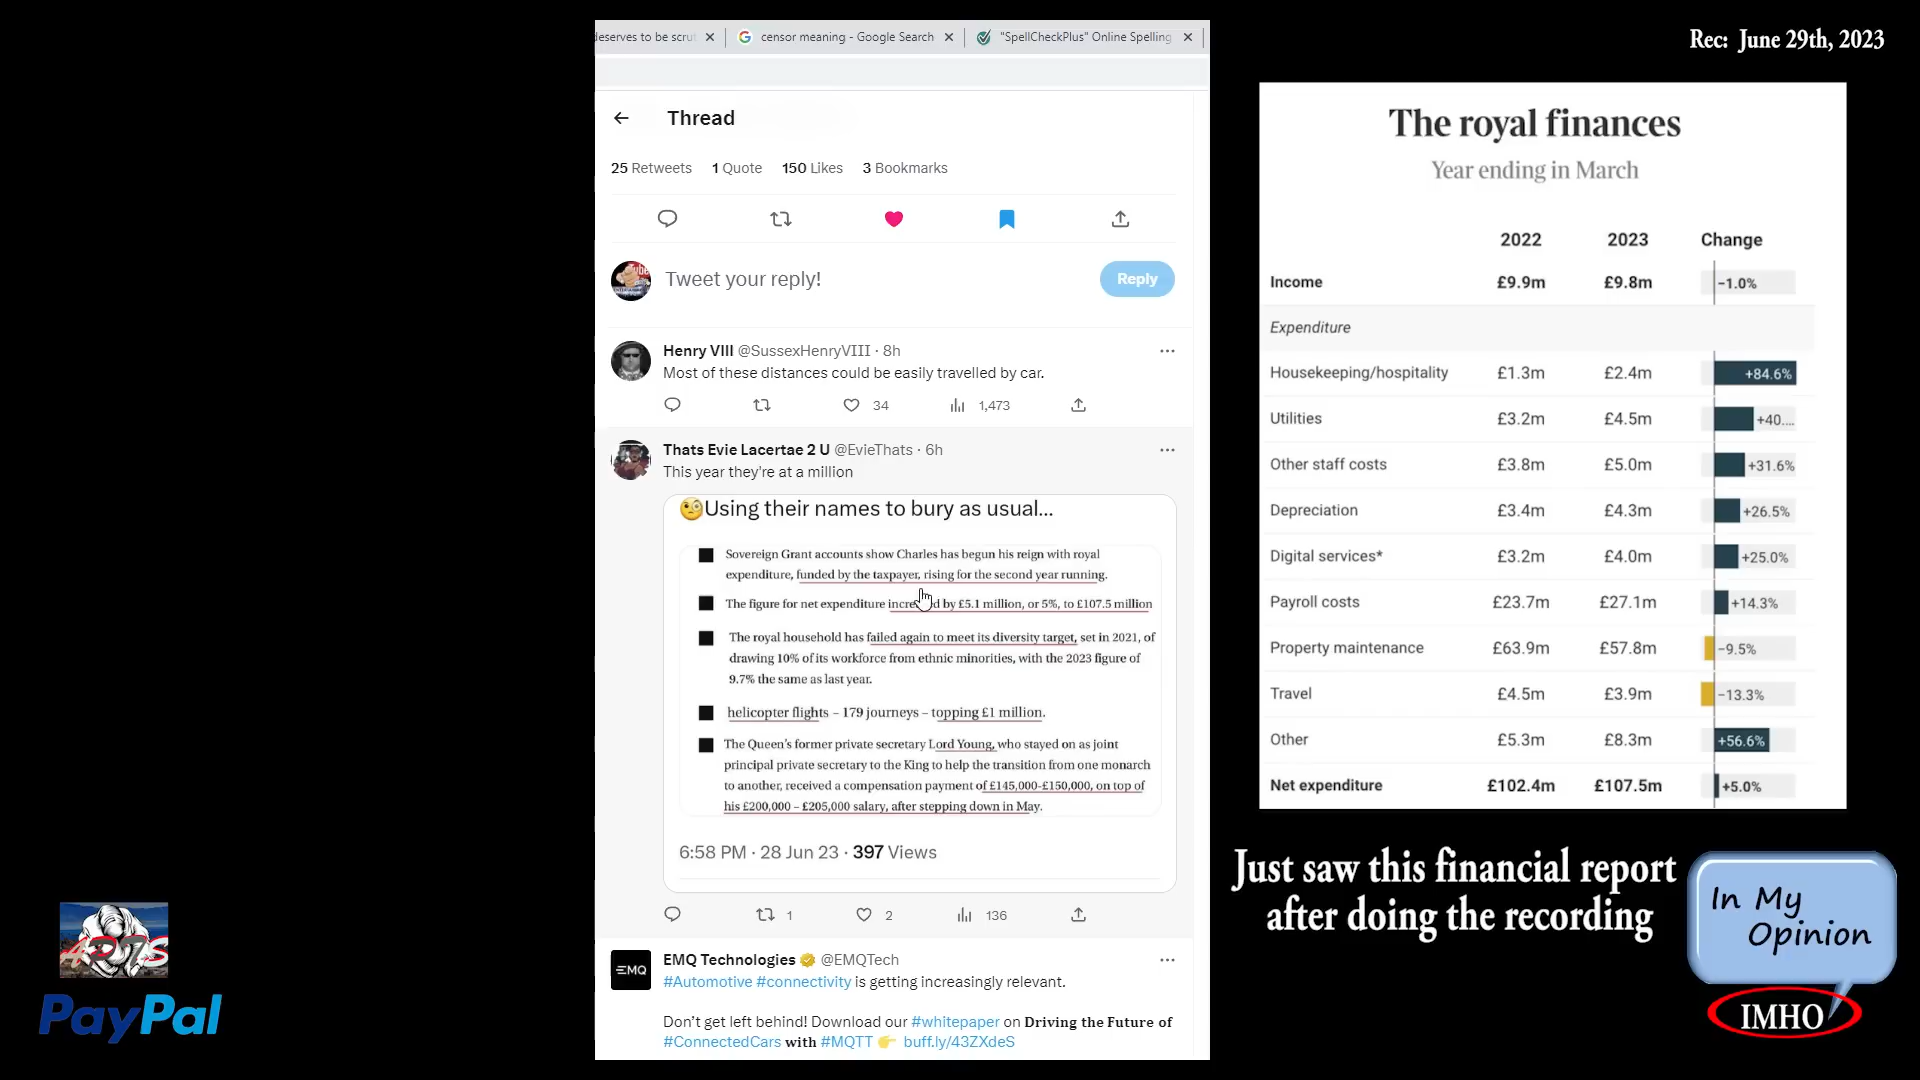 deserves to be scru
censor meaning - Google Search
"SpellCheckPlus" Online Spelling
Thread
25 Retweets 1 Quote 150 Likes 3 Bookmarks
Tweet your reply!
Reply
Henry VIII @SussexHenryVIII · 8h
Most of these distances could be easily travelled by car.
34 1,473
Thats Evie Lacertae 2 U @EvieThats · 6h
This year they're at a million
🧐Using their names to bury as usual...
Sovereign Grant accounts show Charles has begun his reign with royal
expenditure, funded by the taxpayer, rising for the second year running.
The figure for net expenditure increased by £5.1 million, or 5%, to £107.5 million
The royal household has failed again to meet its diversity target, set in 2021, of
drawing 10% of its workforce from ethnic minorities, with the 2023 figure of
9.7% the same as last year.
helicopter flights – 179 journeys – topping £1 million.
The Queen's former private secretary Lord Young, who stayed on as joint
principal private secretary to the King to help the transition from one monarch
to another, received a compensation payment of £145,000-£150,000, on top of
his £200,000 – £205,000 salary, after stepping down in May.
6:58 PM · 28 Jun 23 · 397 Views
1 2 136
EMQ Technologies @EMQTech
#Automotive #connectivity is getting increasingly relevant.
Don't get left behind! Download our #whitepaper on Driving the Future of
#ConnectedCars with #MQTT 👉 buff.ly/43ZXdeS
Rec: June 29th, 2023
The royal finances
Year ending in March
2022 2023 Change
Income £9.9m £9.8m −1.0%
Expenditure
Housekeeping/hospitality £1.3m £2.4m +84.6%
Utilities £3.2m £4.5m +40....
Other staff costs £3.8m £5.0m +31.6%
Depreciation £3.4m £4.3m +26.5%
Digital services* £3.2m £4.0m +25.0%
Payroll costs £23.7m £27.1m +14.3%
Property maintenance £63.9m £57.8m −9.5%
Travel £4.5m £3.9m −13.3%
Other £5.3m £8.3m +56.6%
Net expenditure £102.4m £107.5m +5.0%
Just saw this financial report
after doing the recording
In My
Opinion
IMHO
PayPal